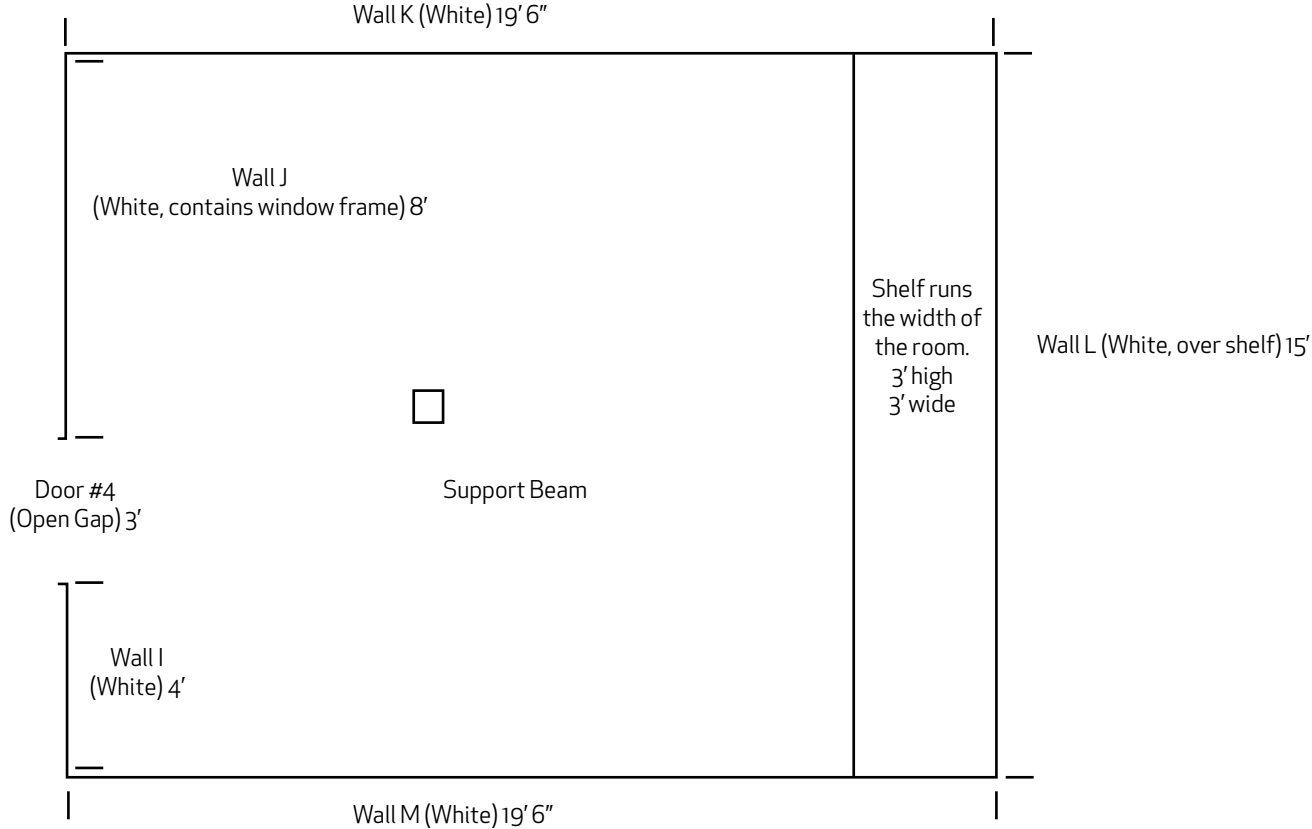 Wall K (White) 19′ 6″
Wall J
(White, contains window frame) 8′
Shelf runs
the width of
the room.
3′ high
3′ wide
Wall L (White, over shelf) 15′
Door #4
(Open Gap) 3′
Support Beam
Wall I
(White) 4′
Wall M (White) 19′ 6″